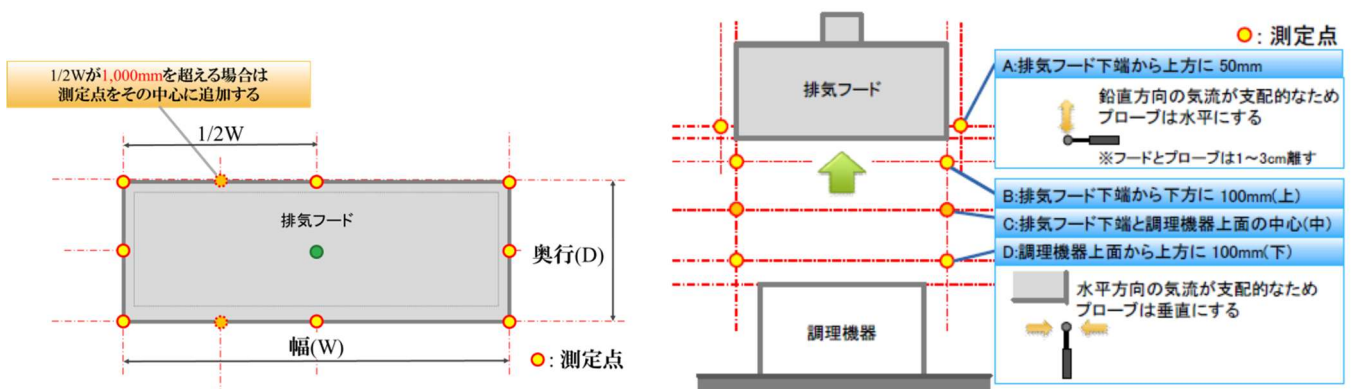 1/2Wが1,000mmを超える場合は
測定点をその中心に追加する
1/2W
排気フード
奥行(D)
幅(W)
: 測定点
: 測定点
排気フード
調理機器
A:排気フード下端から上方に 50mm
鉛直方向の気流が支配的なため
プローブは水平にする
※フードとプローブは1～3cm離す
B:排気フード下端から下方に 100mm(上)
C:排気フード下端と調理機器上面の中心(中)
D:調理機器上面から上方に 100mm(下)
水平方向の気流が支配的なため
プローブは垂直にする